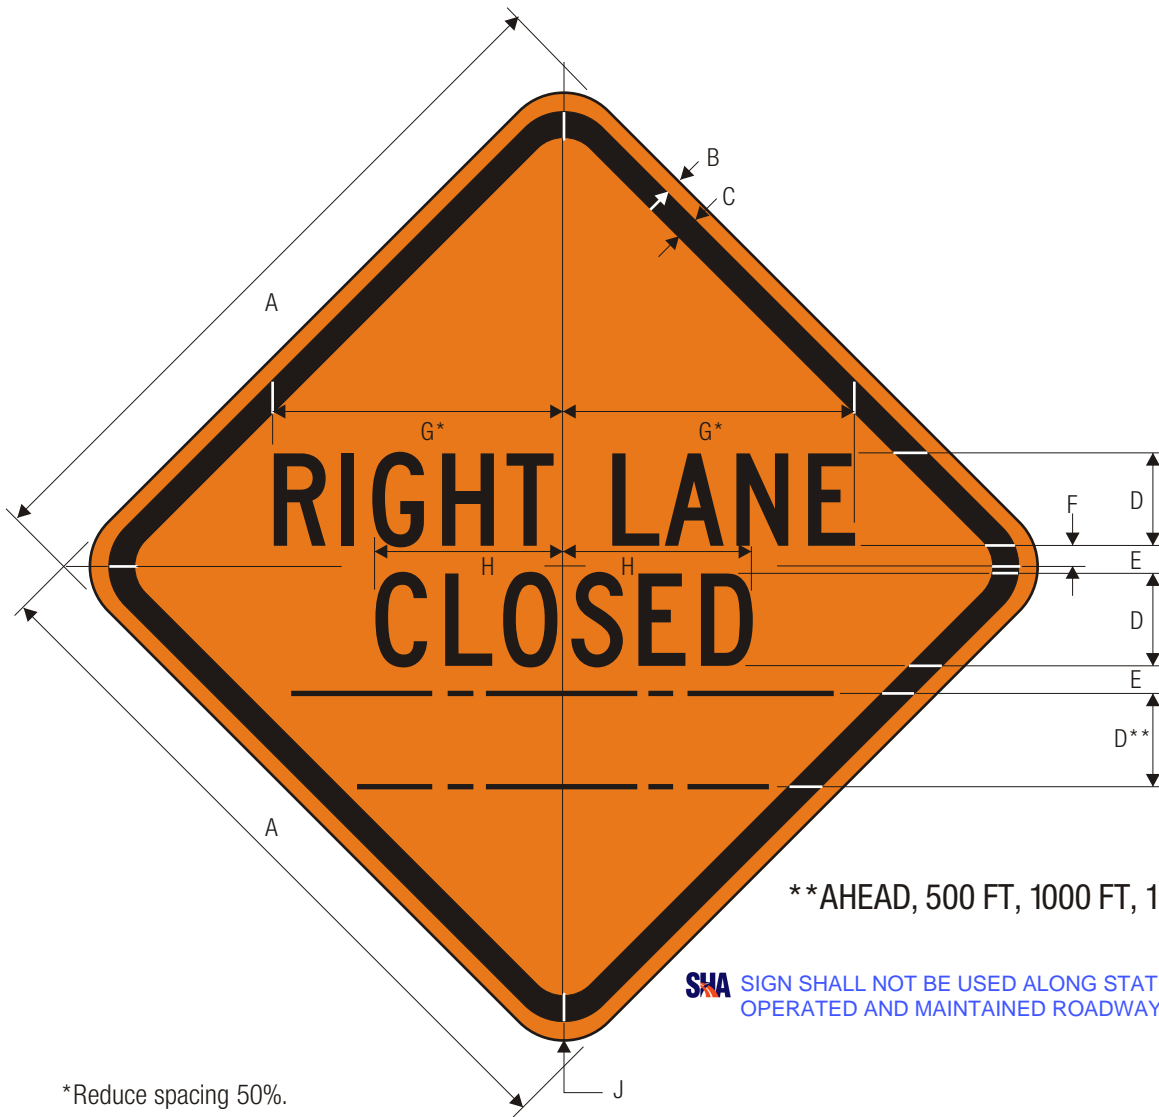 B
C
A
G* G*
RIGHT LANE
D
F
H H
E
CLOSED
D
E
D**
A
**AHEAD, 500 FT, 1000 FT, 1
SHA SIGN SHALL NOT BE USED ALONG STAT
OPERATED AND MAINTAINED ROADWAY
J
*Reduce spacing 50%.